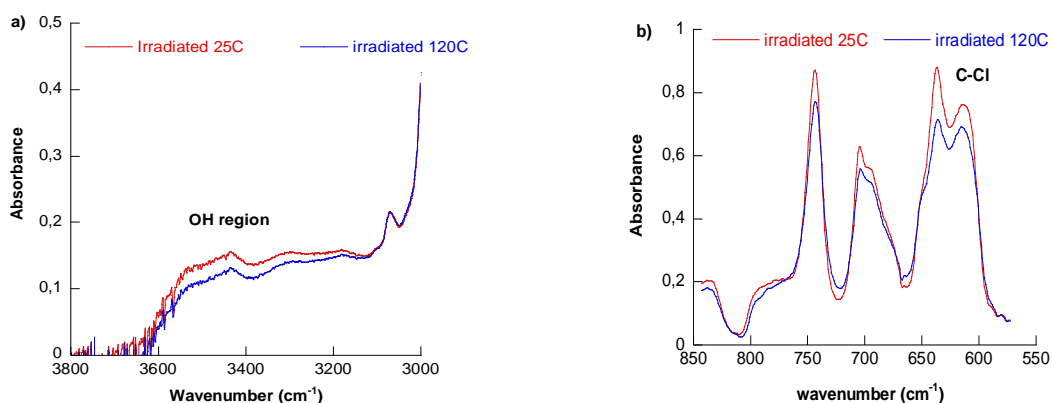 a)
0,5
0,4
0,3
0,2
0,1
0
Absorbance
Irradiated 25C
irradiated 120C
OH region
3800
3600
3400
3200
3000
Wavenumber (cm-1)
b)
1
0,8
0,6
0,4
0,2
0
Absorbance
irradiated 25C
irradiated 120C
C-Cl
850
800
750
700
650
600
550
wavenumber (cm-1)